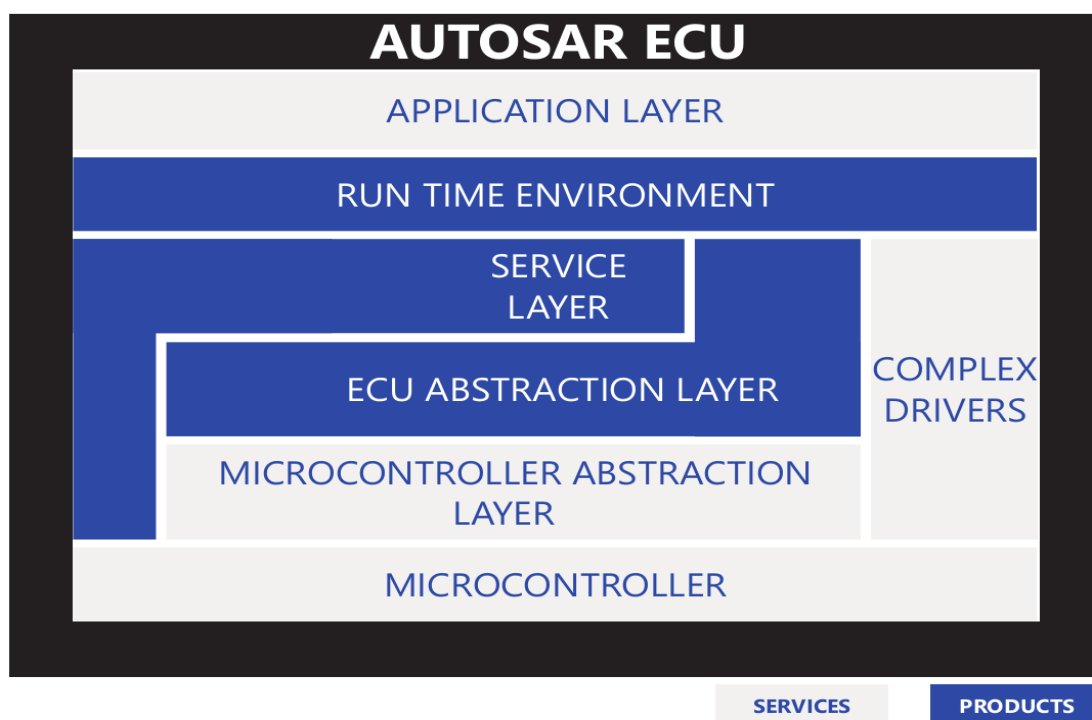 AUTOSAR ECU
APPLICATION LAYER
RUN TIME ENVIRONMENT
SERVICE
LAYER
ECU ABSTRACTION LAYER
COMPLEX
DRIVERS
MICROCONTROLLER ABSTRACTION
LAYER
MICROCONTROLLER
SERVICES
PRODUCTS